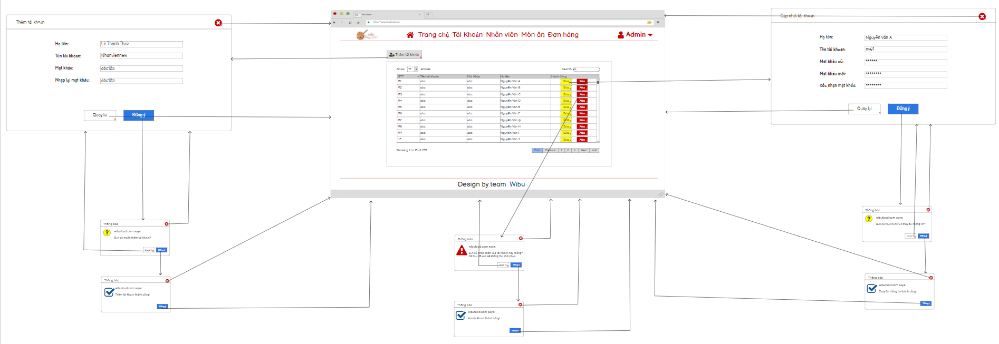 Thêm tài khoản
Họ tên:
Lê Thanh Thảo
Tên tài khoản:
Nhanviennew
Mật khẩu:
abc123
Nhập lại mật khẩu:
abc123
Quay lại
Đồng ý
Thông báo
wibufood.com says:
Bạn có muốn thêm tài khoản?
Quay lại
Đồng ý
Thông báo
wibufood.com says:
Thêm tài khoản thành công!
Đồng ý
Wibufood
https://www.wibufood.com
Trang chủ Tài Khoản Nhân viên Món ăn Đơn hàng
Admin
Thêm tài khoản
Show 10 entries
Search:
STT Tên tài khoản Mật Khẩu Họ tên Hành động
01 abc abc Nguyễn Văn A Sửa Xóa
02 abc abc Nguyễn Văn B Sửa Xóa
03 abc abc Nguyễn Văn C Sửa Xóa
04 abc abc Nguyễn Văn D Sửa Xóa
05 abc abc Nguyễn Văn E Sửa Xóa
06 abc abc Nguyễn Văn F Sửa Xóa
07 abc abc Nguyễn Văn G Sửa Xóa
08 abc abc Nguyễn Văn H Sửa Xóa
09 abc abc Nguyễn Văn I Sửa Xóa
10 abc abc Nguyễn Văn J Sửa Xóa
Showing 1 to 10 of 100
First Previous 1 2 3 Next Last
Design by team Wibu
Thông báo
wibufood.com says:
Bạn có chắc chắn xóa tài khoản này không?
Dữ liệu đã xóa sẽ không thể khôi phục.
Quay lại
Đồng ý
Thông báo
wibufood.com says:
Xóa tài khoản thành công!
Đồng ý
Cập nhật tài khoản
Họ tên:
Nguyễn Văn A
Tên tài khoản:
nv01
Mật khẩu cũ:
******
Mật khẩu mới:
********
Xác nhận mật khẩu:
********
Quay lại
Đồng ý
Thông báo
wibufood.com says:
Bạn có thực hiện việc thay đổi thông tin?
Quay lại
Đồng ý
Thông báo
wibufood.com says:
Thay đổi thông tin thành công!
Đồng ý